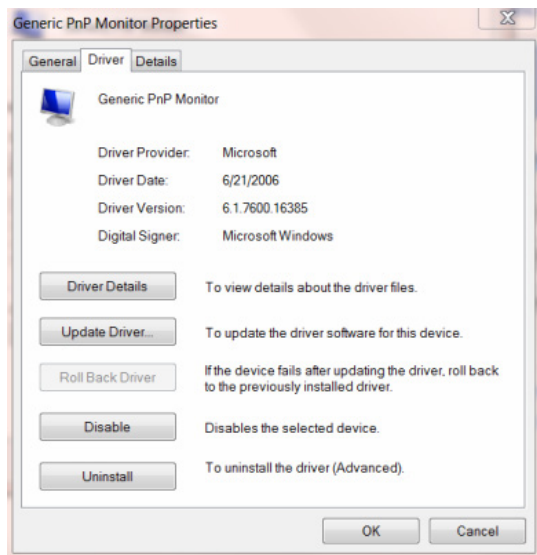 Generic PnP Monitor Properties
General Driver Details
Generic PnP Monitor
Driver Provider: Microsoft
Driver Date: 6/21/2006
Driver Version: 6.1.7600.16385
Digital Signer: Microsoft Windows
Driver Details To view details about the driver files.
Update Driver... To update the driver software for this device.
Roll Back Driver If the device fails after updating the driver, roll back
to the previously installed driver.
Disable Disables the selected device.
Uninstall To uninstall the driver (Advanced).
OK Cancel